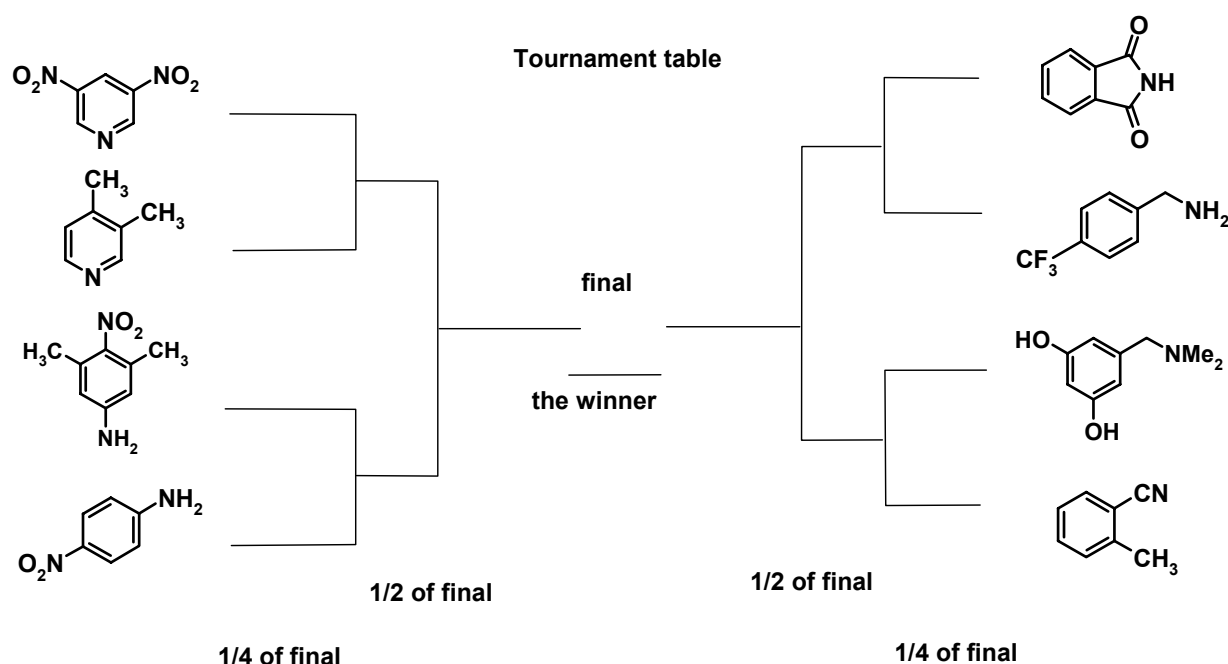 Tournament table
O2N
NO2
N
CH3
CH3
N
NO2
H3C
CH3
NH2
NH2
O2N
O
NH
O
NH2
CF3
HO
NMe2
OH
CN
CH3
final
the winner
1/2 of final
1/2 of final
1/4 of final
1/4 of final